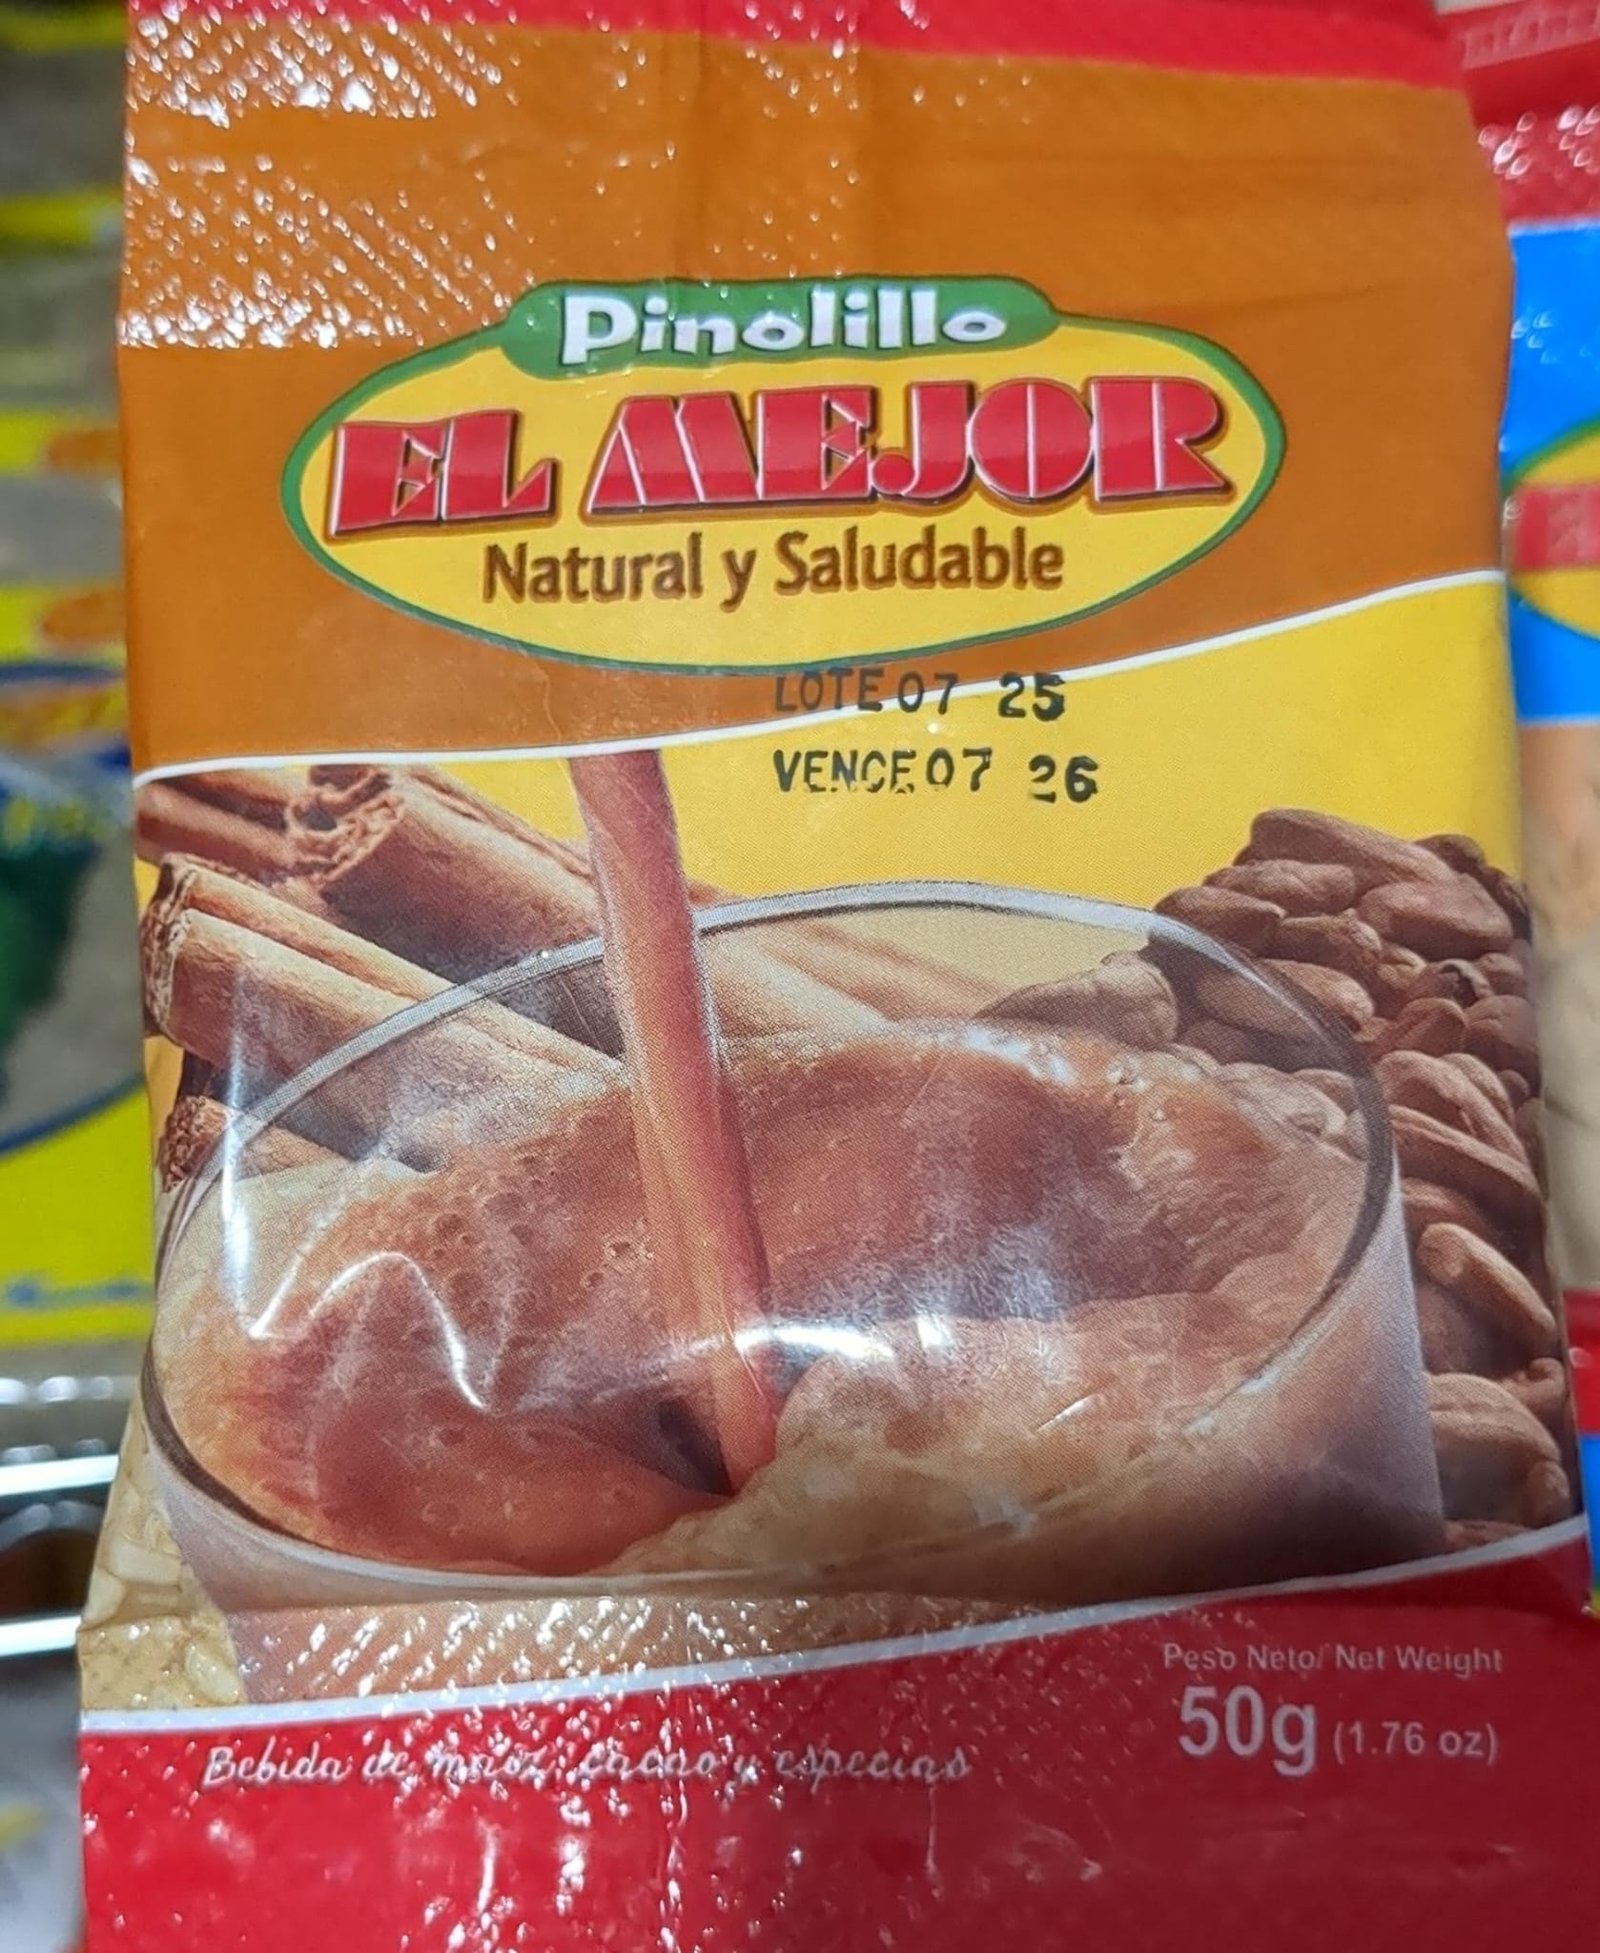 Pinolillo
EL MEJOR
Natural y Saludable
LOTE 07 25
VENCE 07 26
Peso Neto/ Net Weight
50g (1.76 oz)
Bebida de maíz, cacao y especias